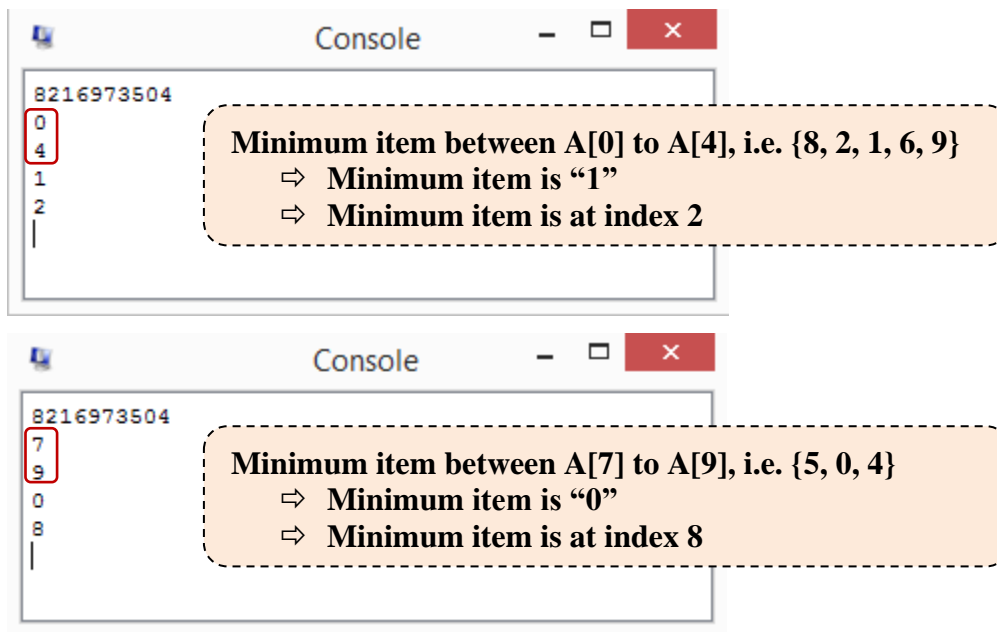 Console
8216973504
0
4
1
2
Minimum item between A[0] to A[4], i.e. {8, 2, 1, 6, 9}
⇨ Minimum item is “1”
⇨ Minimum item is at index 2
Console
8216973504
7
9
0
8
Minimum item between A[7] to A[9], i.e. {5, 0, 4}
⇨ Minimum item is “0”
⇨ Minimum item is at index 8